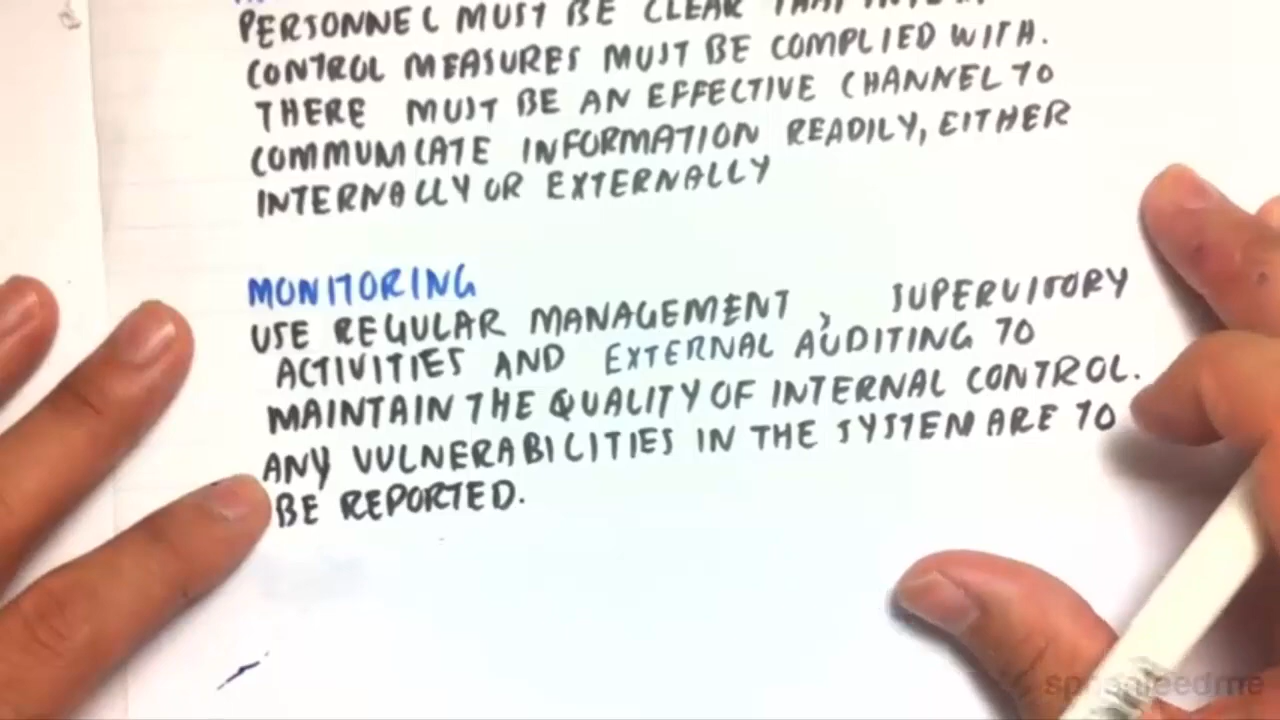 PERSONNEL MUST BE CLEAR THAT
CONTROL MEASURES MUST BE COMPLIED WITH.
THERE MUST BE AN EFFECTIVE CHANNEL TO
COMMUNICATE INFORMATION READILY, EITHER
INTERNALLY OR EXTERNALLY
MONITORING
USE REGULAR MANAGEMENT, SUPERVISORY
ACTIVITIES AND EXTERNAL AUDITING TO
MAINTAIN THE QUALITY OF INTERNAL CONTROL.
ANY VULNERABILITIES IN THE SYSTEM ARE TO
BE REPORTED.